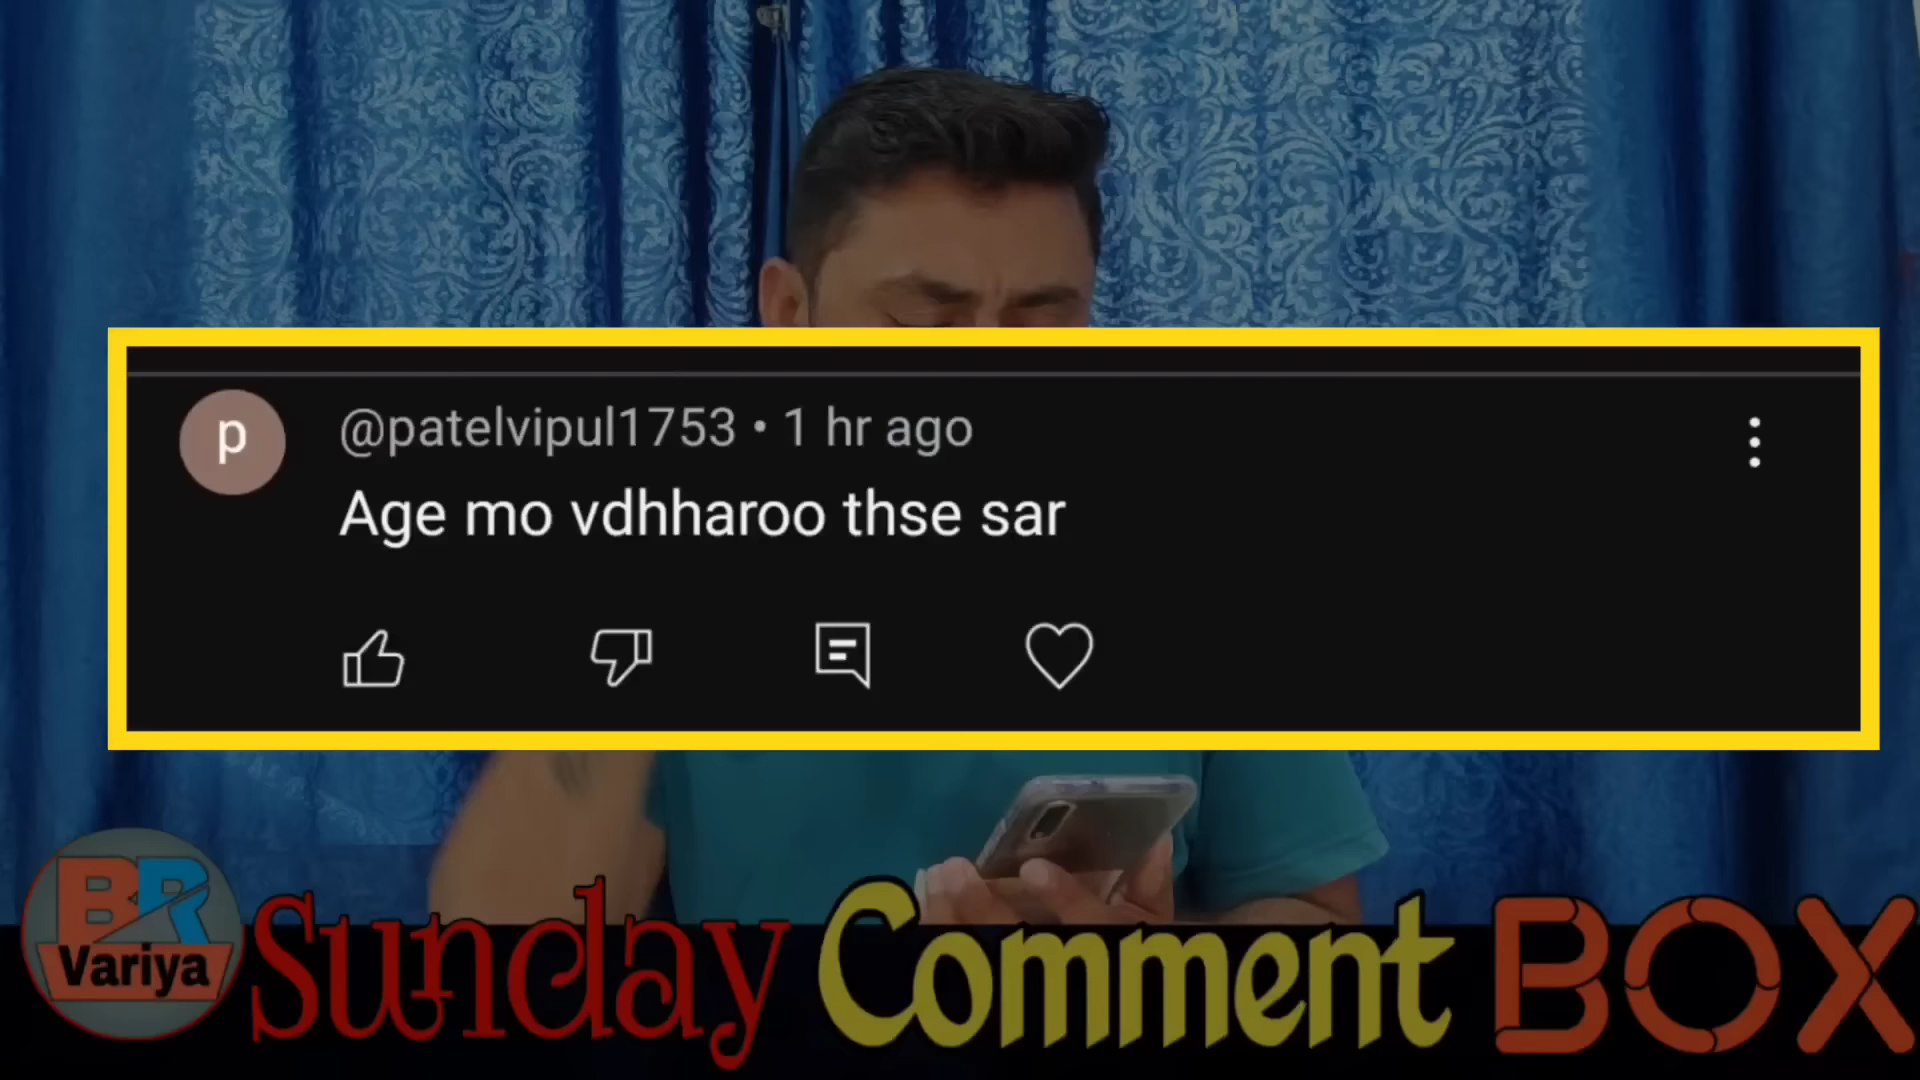 p
@patelvipul1753 • 1 hr ago
Age mo vdhharoo thse sar
BR
Variya
Sunday Comment BOX